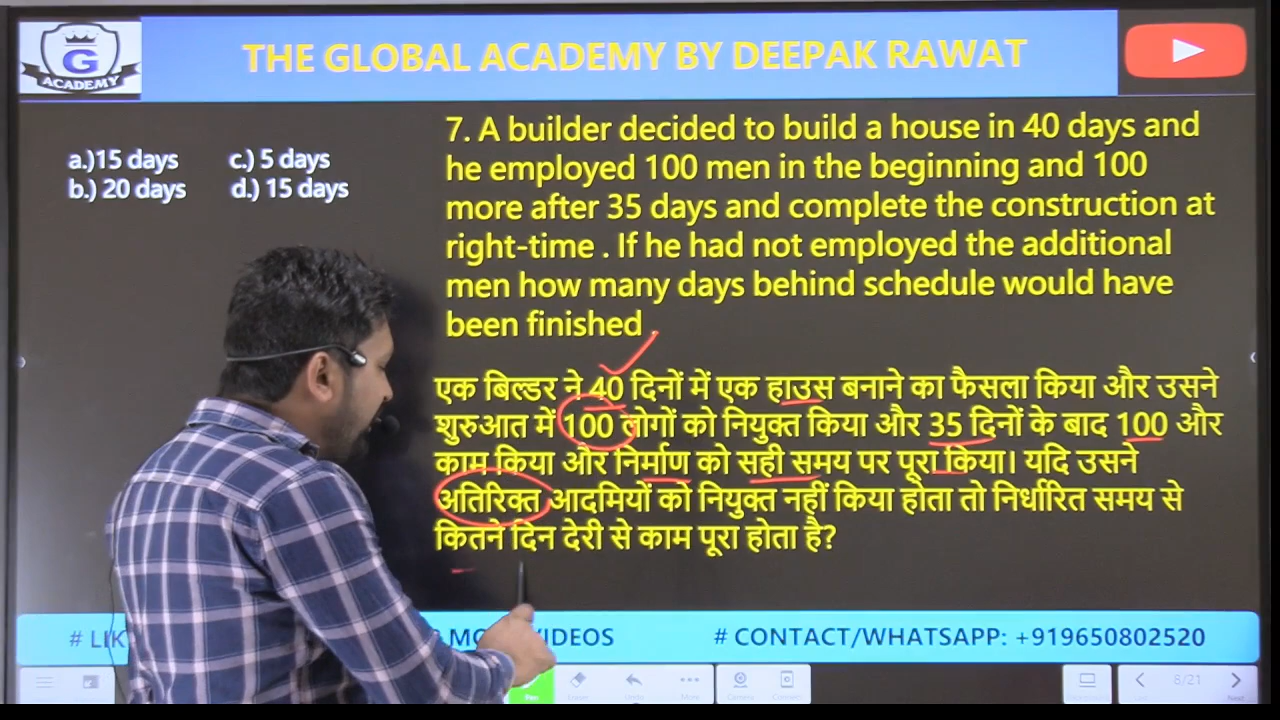 G
ACADEMY
THE GLOBAL ACADEMY BY DEEPAK RAWAT
a.)15 days c.) 5 days
b.) 20 days d.) 15 days
7. A builder decided to build a house in 40 days and
he employed 100 men in the beginning and 100
more after 35 days and complete the construction at
right-time . If he had not employed the additional
men how many days behind schedule would have
been finished .
एक बिल्डर ने 40 दिनों में एक हाउस बनाने का फैसला किया और उसने
शुरुआत में 100 लोगों को नियुक्त किया और 35 दिनों के बाद 100 और
काम किया और निर्माण को सही समय पर पूरा किया। यदि उसने
अतिरिक्त आदमियों को नियुक्त नहीं किया होता तो निर्धारित समय से
कितने दिन देरी से काम पूरा होता है?
# LIK VIDEOS # CONTACT/WHATSAPP: +919650802520
8/21